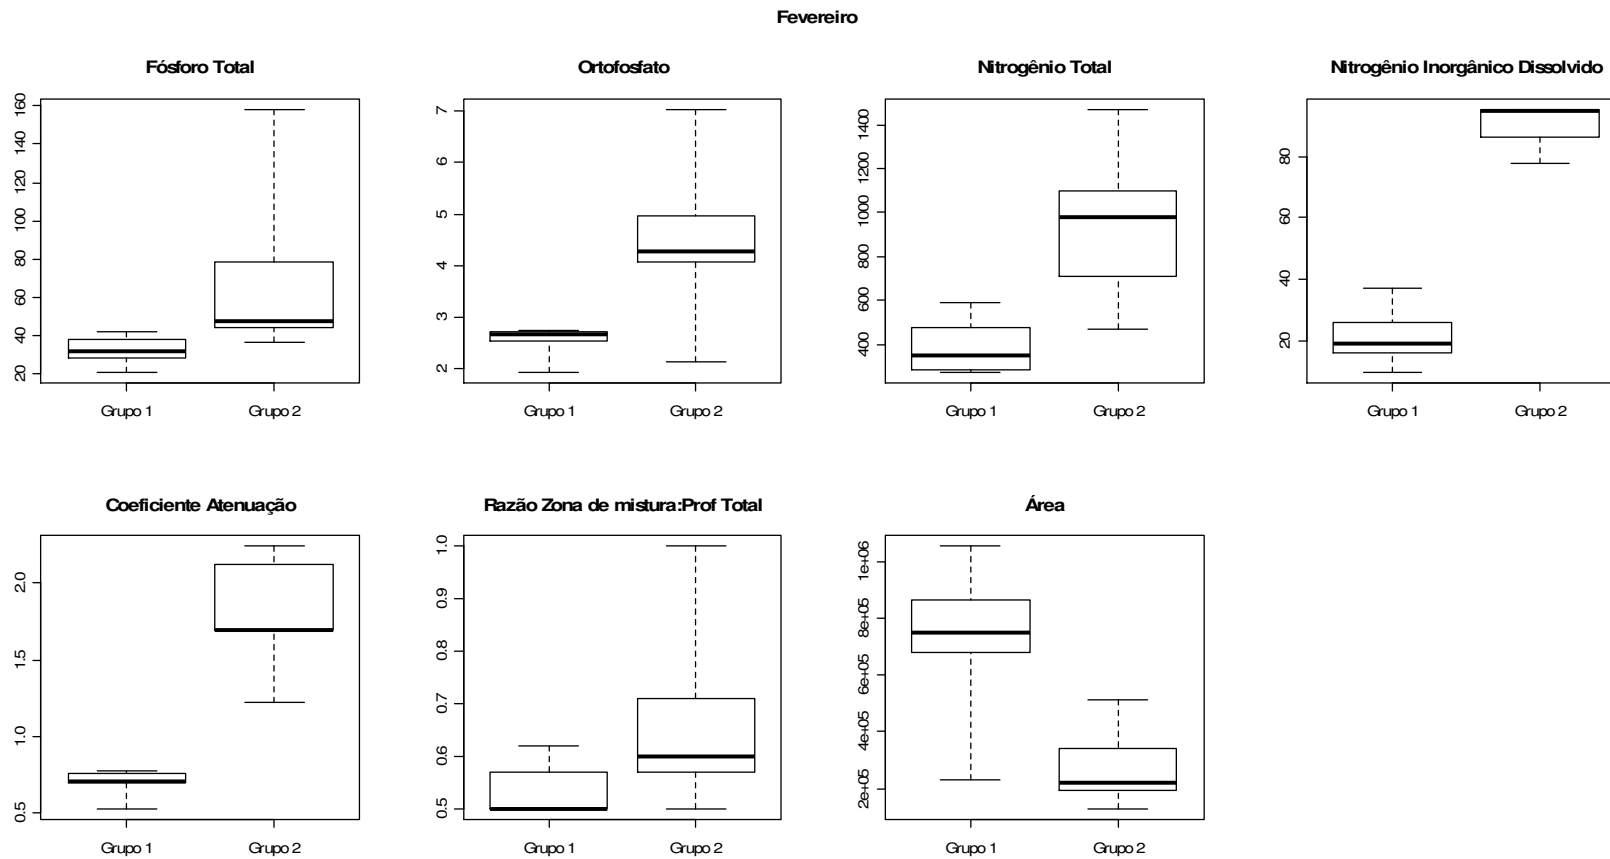 Fevereiro
Fósforo Total
160
140
120
100
80
60
40
20
Grupo 1 Grupo 2
Ortofosfato
7
6
5
4
3
2
Grupo 1 Grupo 2
Nitrogênio Total
1400
1200
1000
800
600
400
Grupo 1 Grupo 2
Nitrogênio Inorgânico Dissolvido
80
60
40
20
Grupo 1 Grupo 2
Coeficiente Atenuação
2.0
1.5
1.0
0.5
Grupo 1 Grupo 2
Razão Zona de mistura:Prof Total
1.0
0.9
0.8
0.7
0.6
0.5
Grupo 1 Grupo 2
Área
1e+06
8e+05
6e+05
4e+05
2e+05
Grupo 1 Grupo 2